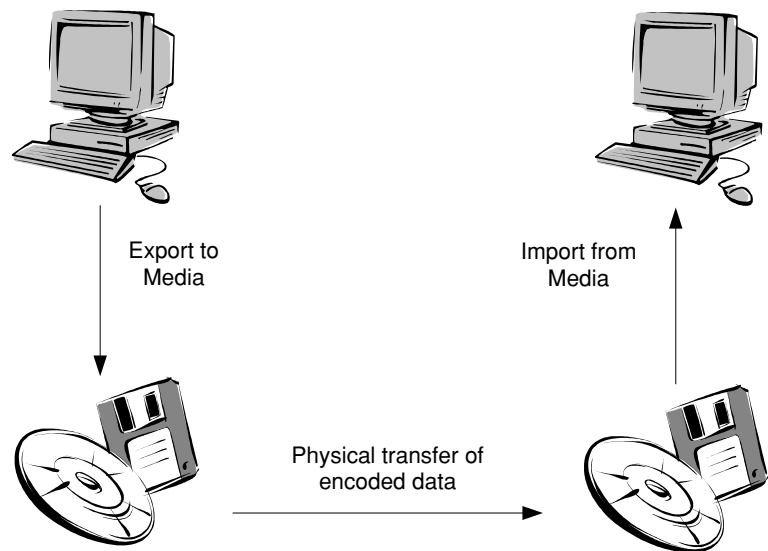 Export to
Media
Import from
Media
Physical transfer of
encoded data